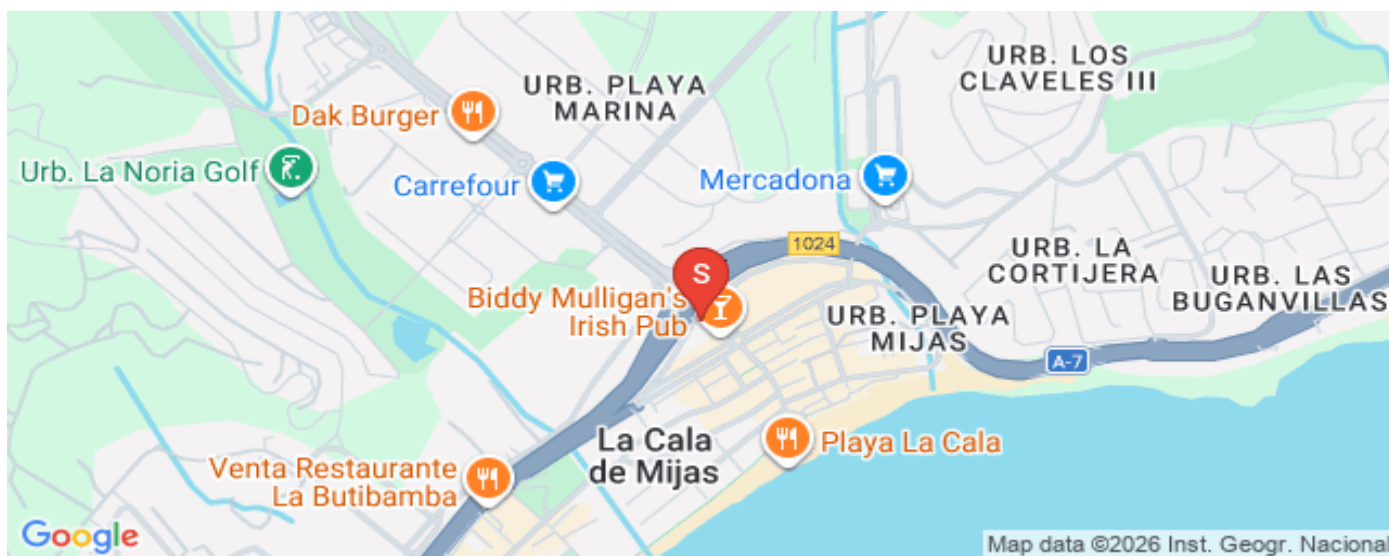 URB. LOS
CLAVELES III
URB. PLAYA
MARINA
Dak Burger
Urb. La Noria Golf
Carrefour
Mercadona
1024
URB. LA
CORTIJERA
URB. LAS
BUGANVILLAS
S
Biddy Mulligan's
Irish Pub
URB. PLAYA
MIJAS
A-7
La Cala
de Mijas
Playa La Cala
Venta Restaurante
La Butibamba
Google
Map data ©2026 Inst. Geogr. Nacional